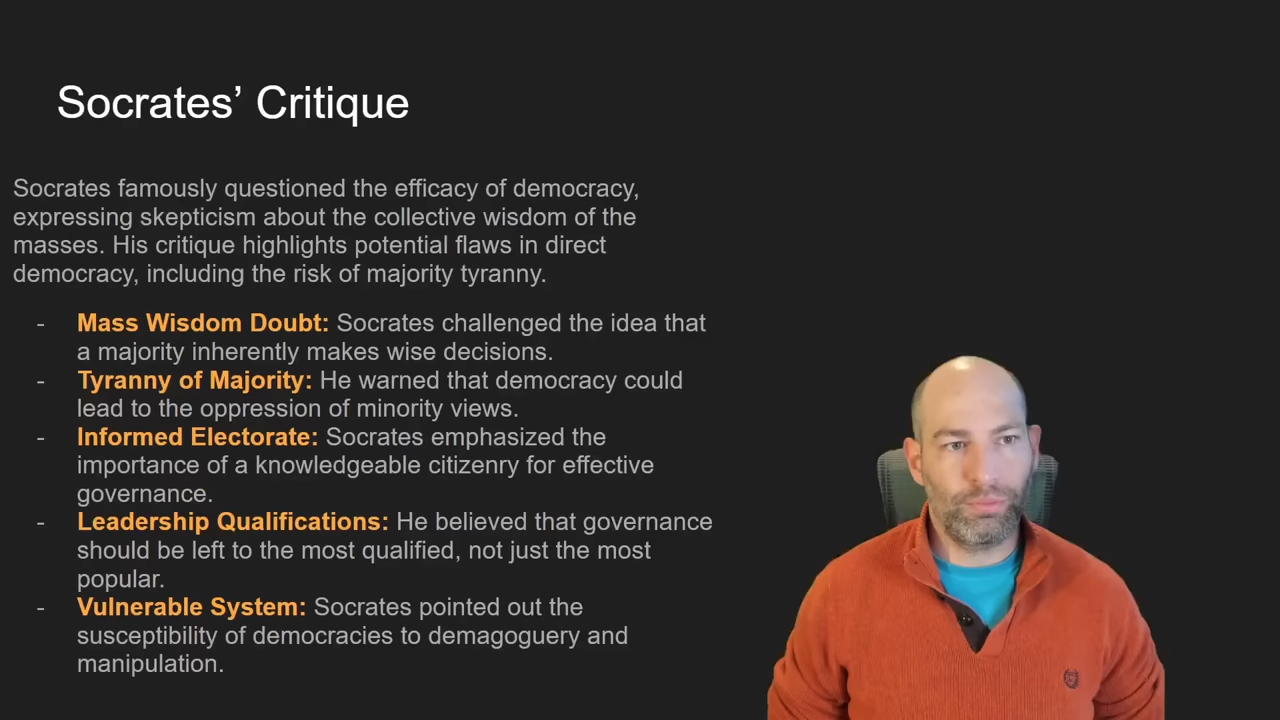 Socrates’ Critique
Socrates famously questioned the efficacy of democracy,
expressing skepticism about the collective wisdom of the
masses. His critique highlights potential flaws in direct
democracy, including the risk of majority tyranny.
- Mass Wisdom Doubt: Socrates challenged the idea that
a majority inherently makes wise decisions.
- Tyranny of Majority: He warned that democracy could
lead to the oppression of minority views.
- Informed Electorate: Socrates emphasized the
importance of a knowledgeable citizenry for effective
governance.
- Leadership Qualifications: He believed that governance
should be left to the most qualified, not just the most
popular.
- Vulnerable System: Socrates pointed out the
susceptibility of democracies to demagoguery and
manipulation.